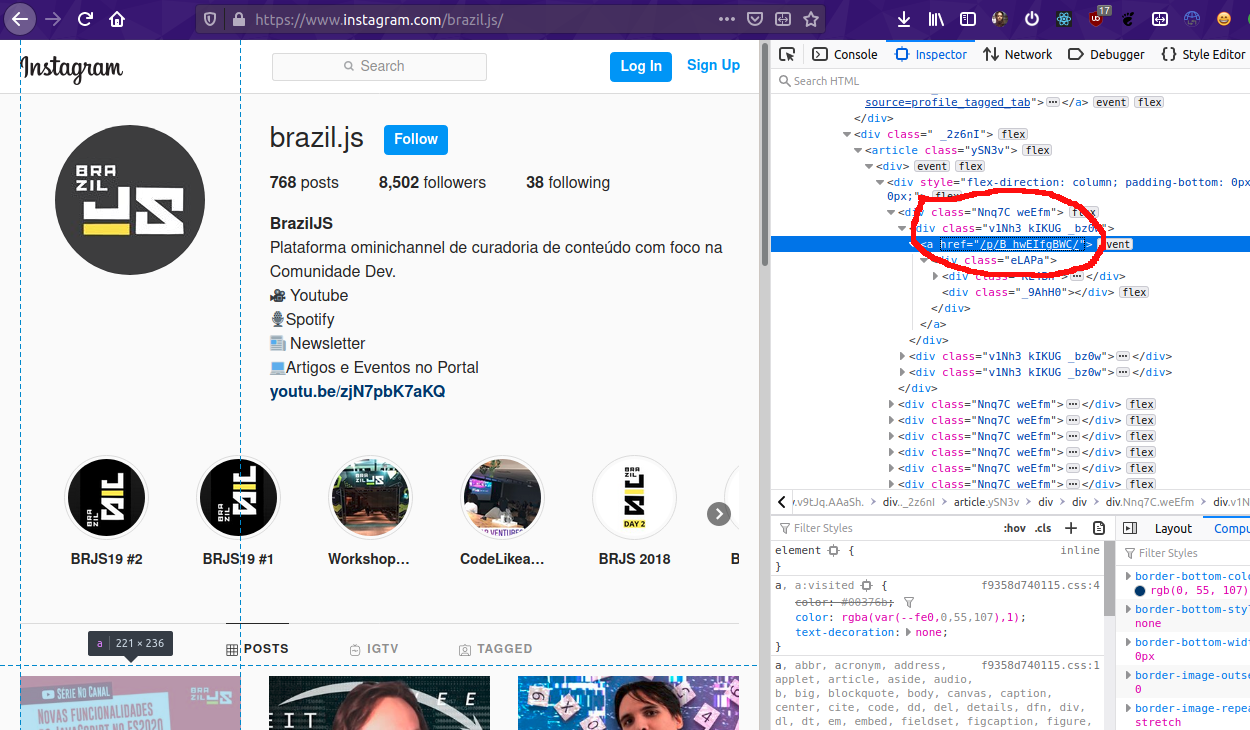 https://www.instagram.com/brazil.js/
17
Instagram
Search
Log In
Sign Up
BRA
ZIL
JS
brazil.js
Follow
768 posts
8,502 followers
38 following
BrazilJS
Plataforma ominichannel de curadoria de conteúdo com foco na
Comunidade Dev.
🎥 Youtube
🎙Spotify
📰 Newsletter
💻Artigos e Eventos no Portal
youtu.be/zjN7pbK7aKQ
DAY 2
BRJS19 #2
BRJS19 #1
Workshop...
CodeLikea...
BRJS 2018
B
a 221 × 236
POSTS
IGTV
TAGGED
SÉRIE NO CANAL
BRA
ZIL
JS
NOVAS FUNCIONALIDADES
Console
Inspector
Network
Debugger
Style Editor
Search HTML
source=profile_tagged_tab">⋯</a> event flex
</div>
<div class=" _2z6nI"> flex
<article class="ySN3v"> flex
<div> event flex
<div style="flex-direction: column; padding-bottom: 0px
0px;"> flex
<div class="Nnq7C weEfm"> flex
<div class="v1Nh3 kIKUG _bz0w">
<a href="/p/B_hwEIfgBWC/"> event
div class="eLAPa">
<div class= ⋯</div>
<div class="_9AhH0"></div> flex
</div>
</a>
</div>
<div class="v1Nh3 kIKUG _bz0w">⋯</div>
<div class="v1Nh3 kIKUG _bz0w">⋯</div>
</div>
<div class="Nnq7C weEfm">⋯</div> flex
<div class="Nnq7C weEfm">⋯</div> flex
<div class="Nnq7C weEfm">⋯</div> flex
<div class="Nnq7C weEfm">⋯</div> flex
<div class="Nnq7C weEfm">⋯</div> flex
<div class="Nnq7C weEfm">⋯</div> flex
.v9tJq.AAaSh. > div.._2z6nI > article.ySN3v > div > div > div.Nnq7C.weEfm > div.v1N
Filter Styles
:hov .cls +
element { inline
}
a, a:visited { f9358d740115.css:4
color: #00376b;
color: rgba(var(--fe0,0,55,107),1);
text-decoration: none;
}
a, abbr, acronym, address, f9358d740115.css:1
applet, article, aside, audio,
b, big, blockquote, body, canvas, caption,
center, cite, code, dd, del, details, dfn, div,
dl, dt, em, embed, fieldset, figcaption, figure,
Layout
Compu
Filter Styles
border-bottom-colo
rgb(0, 55, 107)
border-bottom-styl
none
border-bottom-widt
0px
border-image-outse
0
border-image-repea
stretch